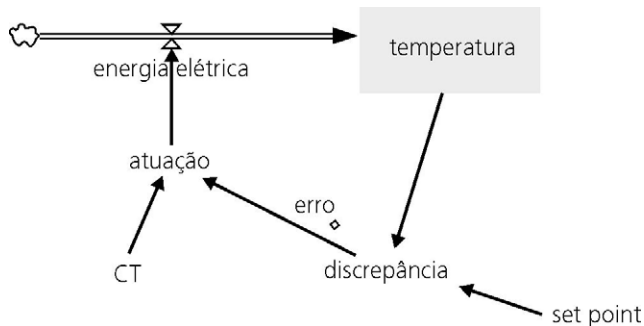 temperatura
energia elétrica
atuação
erro
CT
discrepância
set point